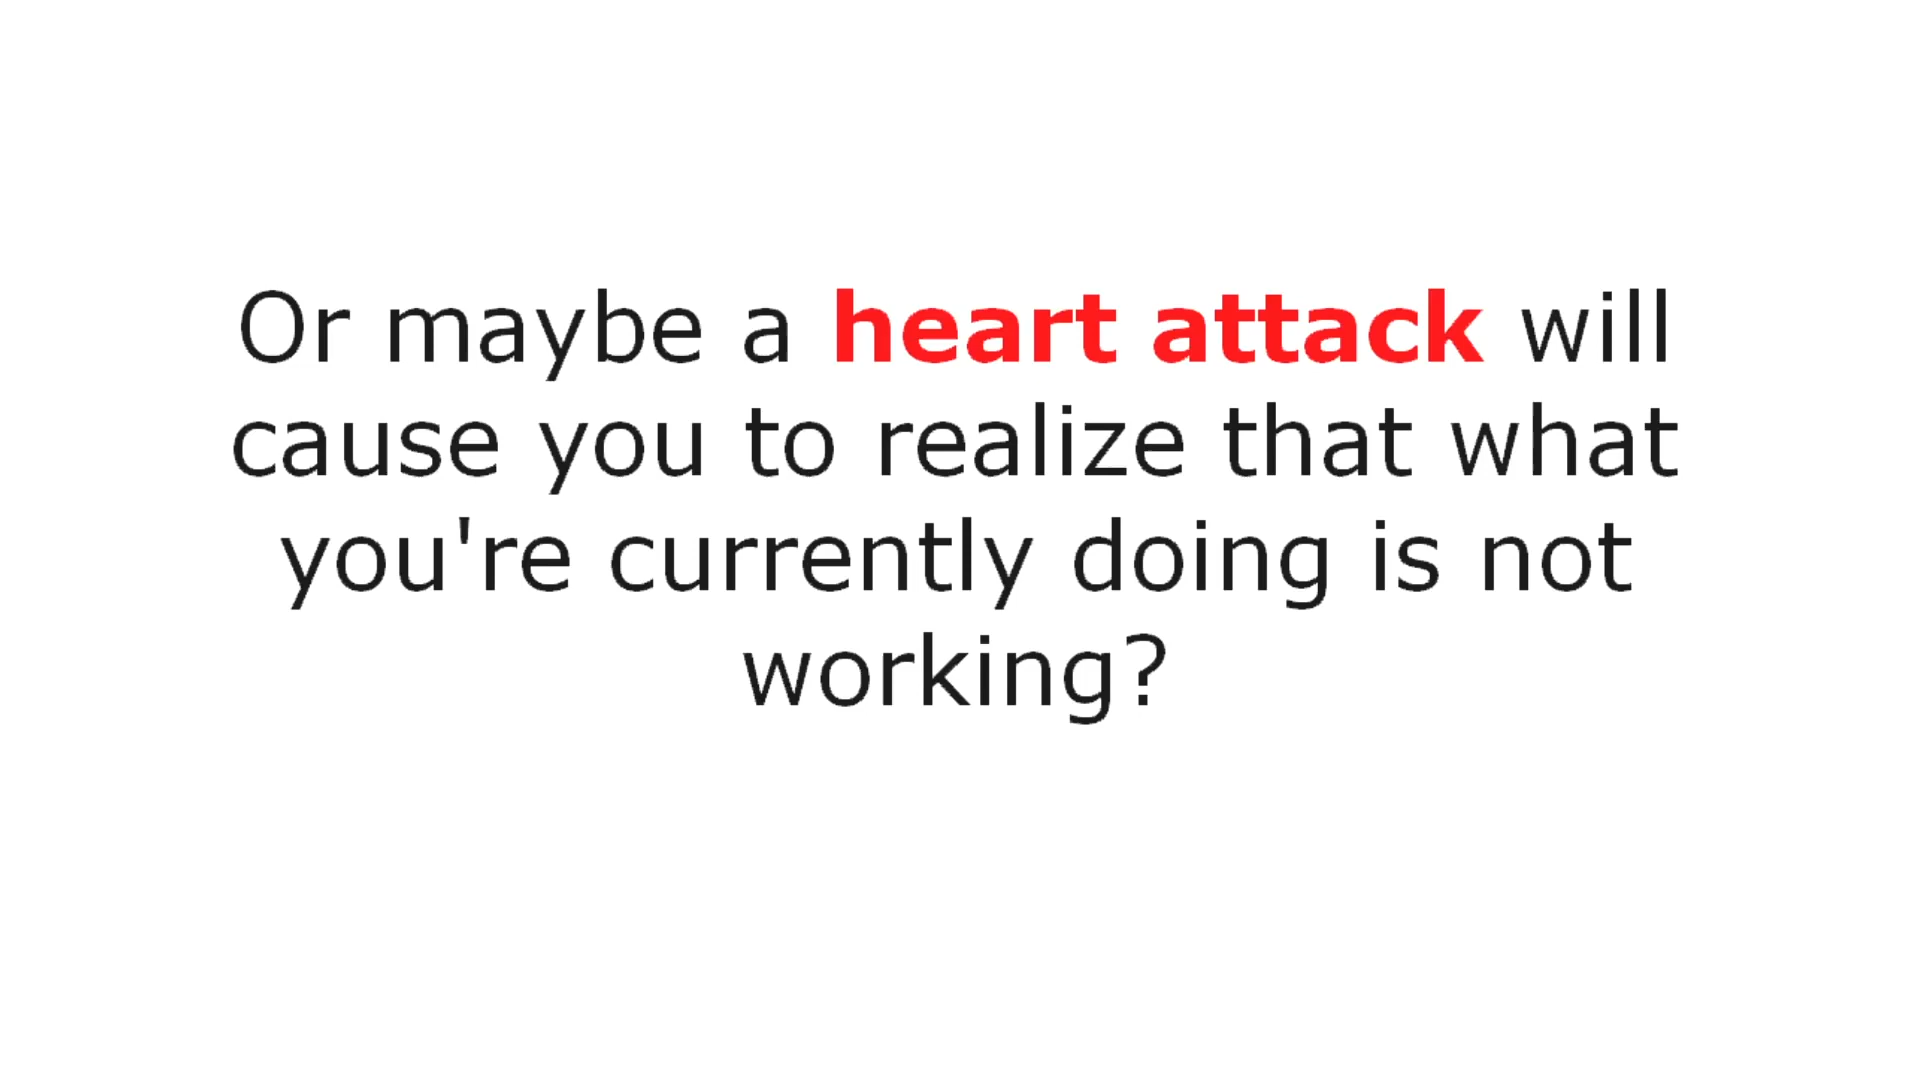 Or maybe a heart attack will
cause you to realize that what
you're currently doing is not
working?